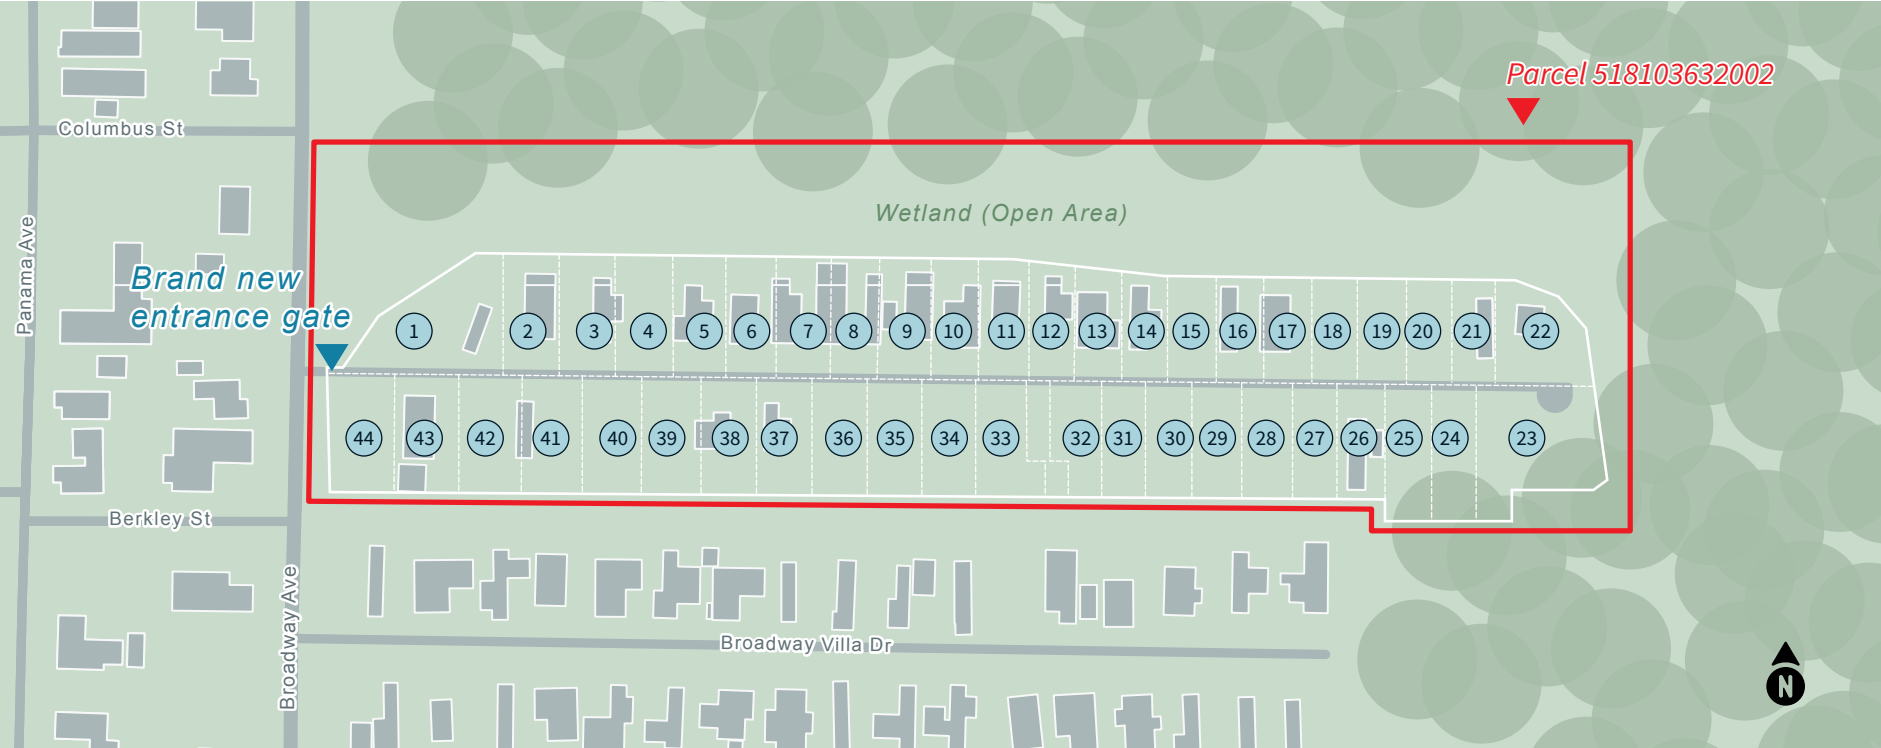 Parcel 518103632002
Columbus St
Wetland (Open Area)
Panama Ave
Brand new
entrance gate
1 2 3 4 5 6 7 8 9 10 11 12 13 14 15 16 17 18 19 20 21 22
44 43 42 41 40 39 38 37 36 35 34 33 32 31 30 29 28 27 26 25 24 23
Berkley St
Broadway Ave
Broadway Villa Dr
N